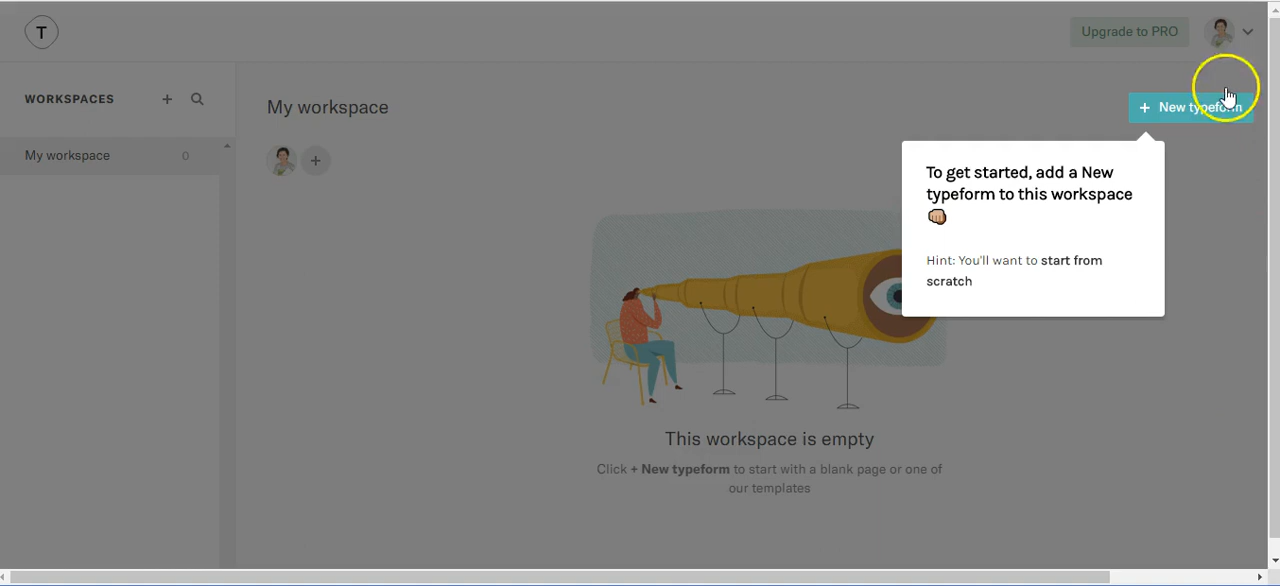 T
Upgrade to PRO
WORKSPACES
My workspace
+ New typeform
My workspace 0
To get started, add a New
typeform to this workspace
👊🏼
Hint: You'll want to start from
scratch
This workspace is empty
Click + New typeform to start with a blank page or one of
our templates